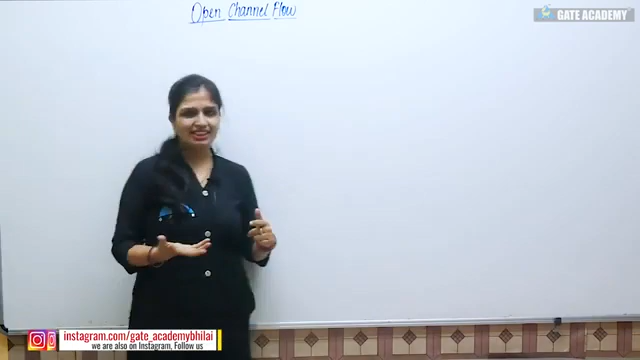 Open Channel Flow
GATE ACADEMY
instagram.com/gate_academybhilai
we are also on Instagram, Follow us